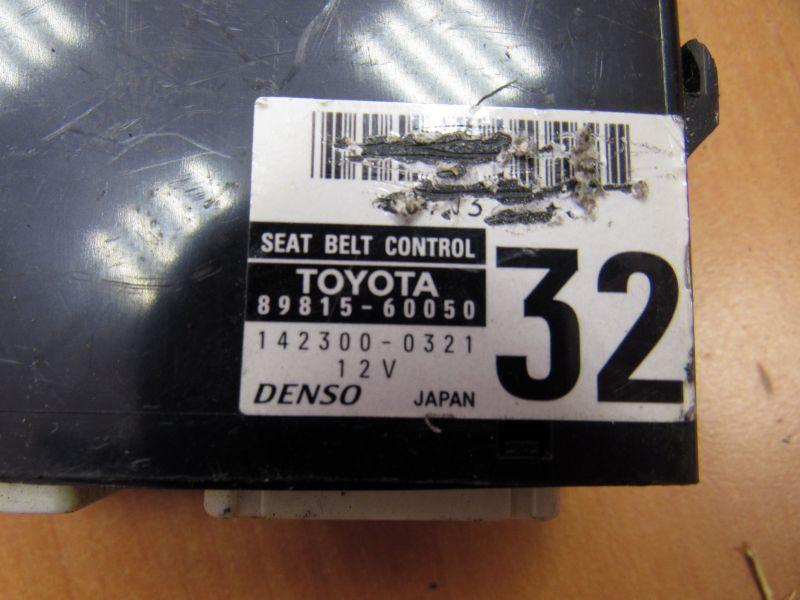 SEAT BELT CONTROL
TOYOTA
89815-60050
142300-0321
12V
DENSO JAPAN
32